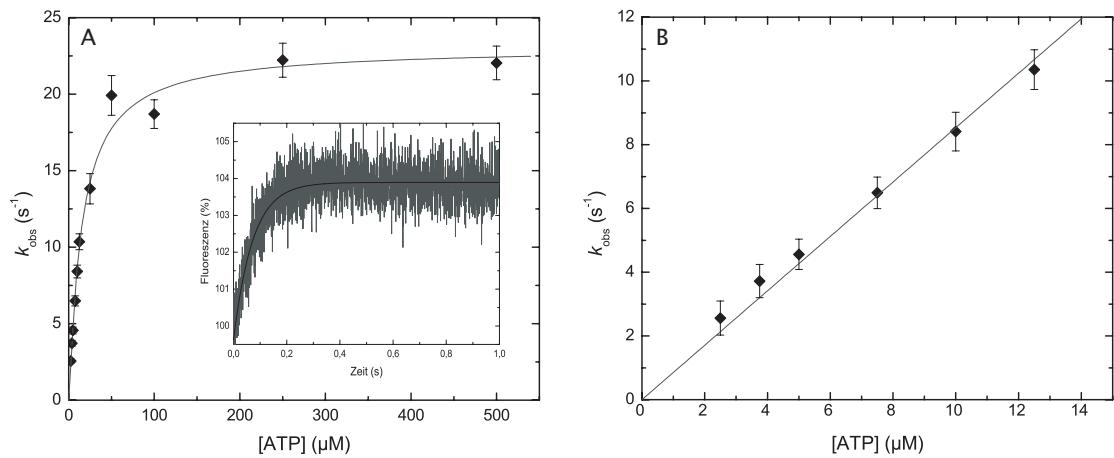 A
25
20
15
10
5
0
k_obs (s⁻¹)
0 100 200 300 400 500
[ATP] (µM)
105
104
103
102
101
100
Fluoreszenz (%)
0,0 0,2 0,4 0,6 0,8 1,0
Zeit (s)
B
12
10
8
6
4
2
0
k_obs (s⁻¹)
0 2 4 6 8 10 12 14
[ATP] (µM)